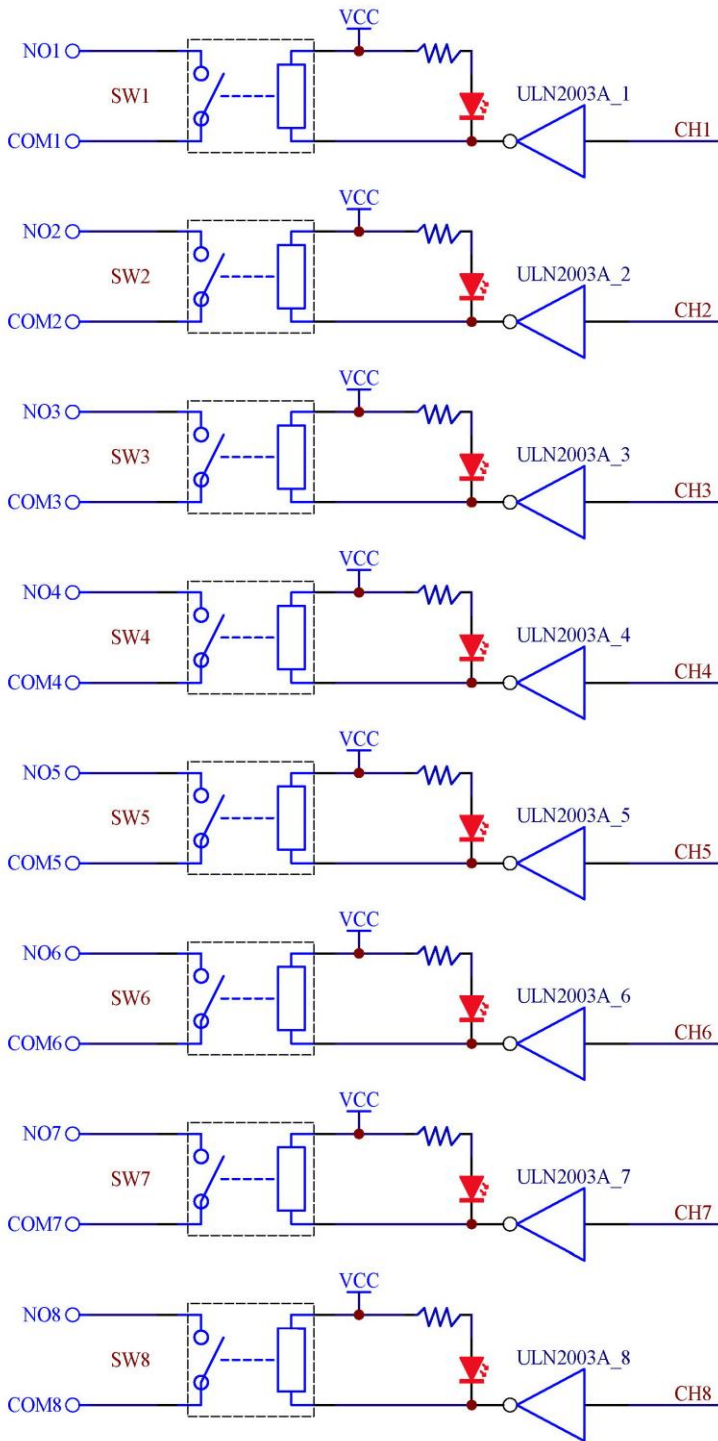 VCC
NO1
ULN2003A_1
SW1
COM1
CH1
VCC
NO2
ULN2003A_2
SW2
COM2
CH2
VCC
NO3
ULN2003A_3
SW3
COM3
CH3
VCC
NO4
ULN2003A_4
SW4
COM4
CH4
VCC
NO5
ULN2003A_5
SW5
COM5
CH5
VCC
NO6
ULN2003A_6
SW6
COM6
CH6
VCC
NO7
ULN2003A_7
SW7
COM7
CH7
VCC
NO8
ULN2003A_8
SW8
COM8
CH8